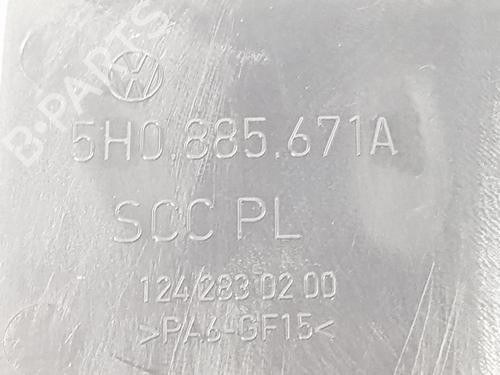 B-PARTS
5H0.885.671A
SCC PL
124 283 02 00
>PA6-GF15<